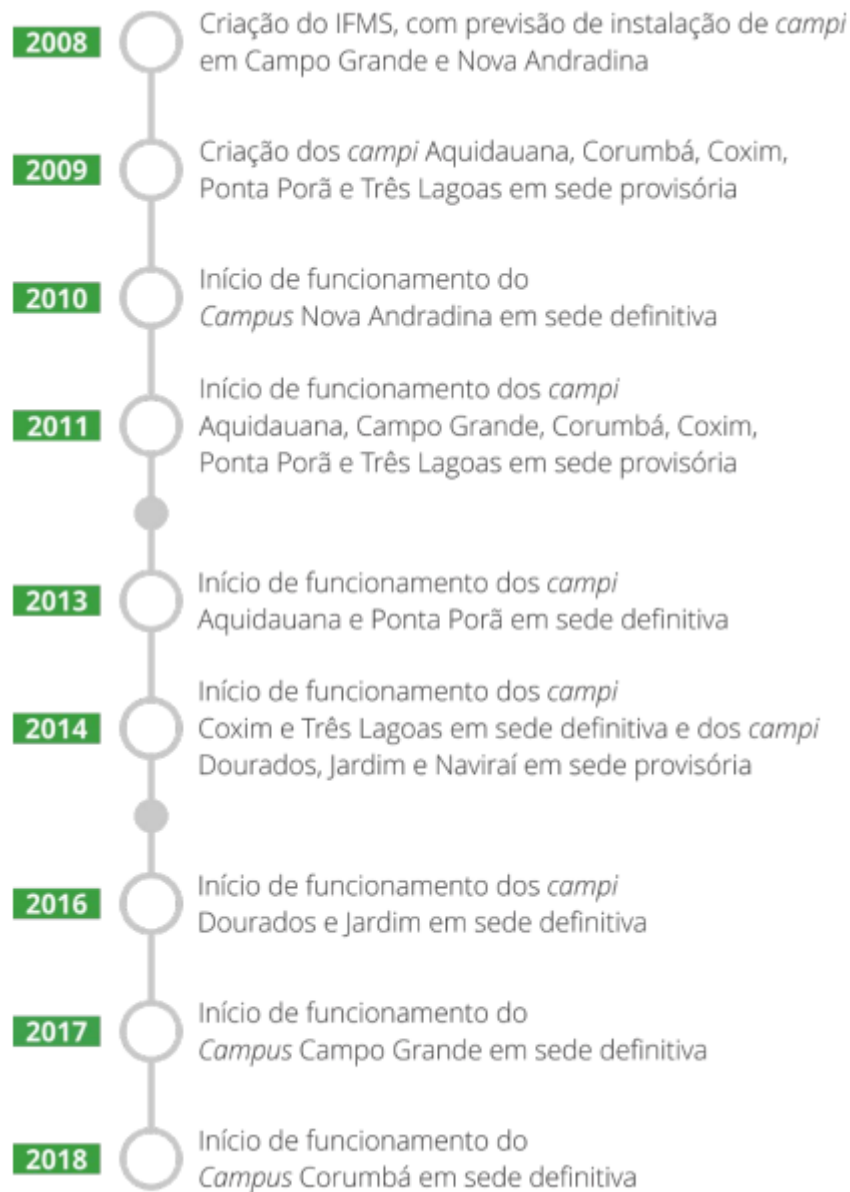 2008
Criação do IFMS, com previsão de instalação de campi
em Campo Grande e Nova Andradina
2009
Criação dos campi Aquidauana, Corumbá, Coxim,
Ponta Porã e Três Lagoas em sede provisória
2010
Início de funcionamento do
Campus Nova Andradina em sede definitiva
2011
Início de funcionamento dos campi
Aquidauana, Campo Grande, Corumbá, Coxim,
Ponta Porã e Três Lagoas em sede provisória
2013
Início de funcionamento dos campi
Aquidauana e Ponta Porã em sede definitiva
2014
Início de funcionamento dos campi
Coxim e Três Lagoas em sede definitiva e dos campi
Dourados, Jardim e Naviraí em sede provisória
2016
Início de funcionamento dos campi
Dourados e Jardim em sede definitiva
2017
Início de funcionamento do
Campus Campo Grande em sede definitiva
2018
Início de funcionamento do
Campus Corumbá em sede definitiva